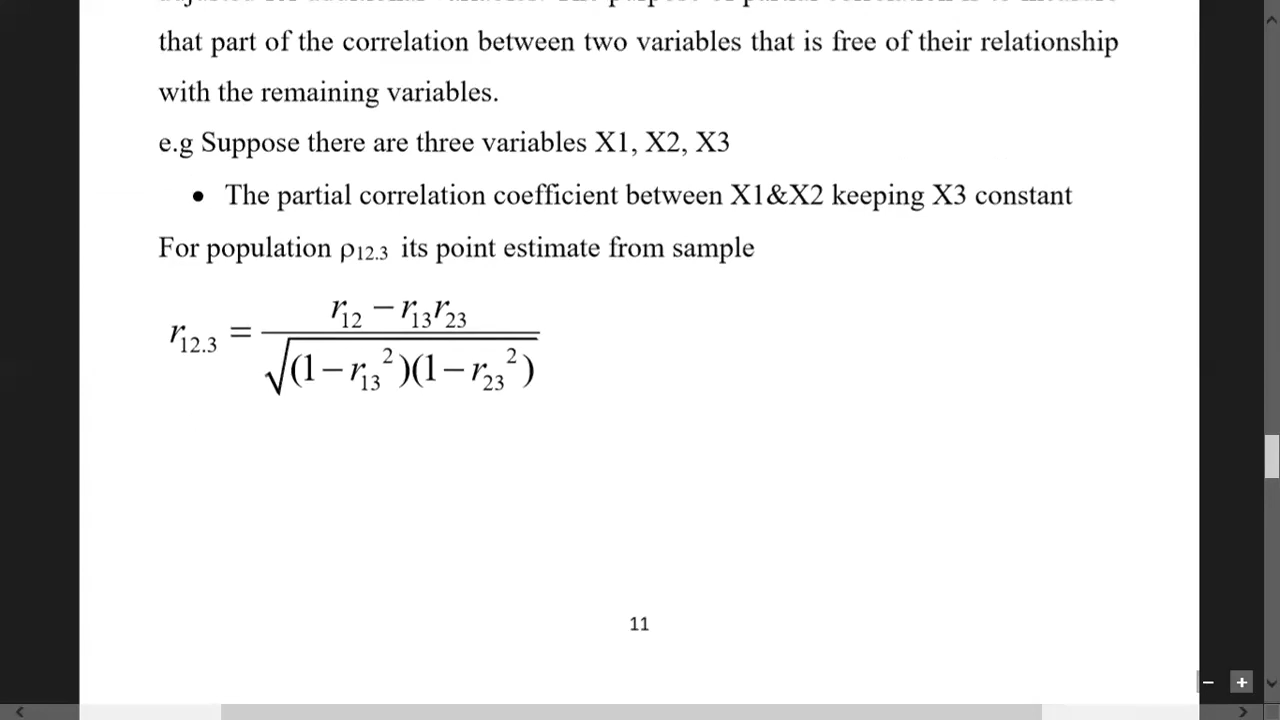 that part of the correlation between two variables that is free of their relationship
with the remaining variables.
e.g Suppose there are three variables X1, X2, X3
• The partial correlation coefficient between X1&X2 keeping X3 constant
For population ρ₁₂.₃ its point estimate from sample
r₁₂.₃ = (r₁₂ − r₁₃r₂₃) / √((1 − r₁₃²)(1 − r₂₃²))
11